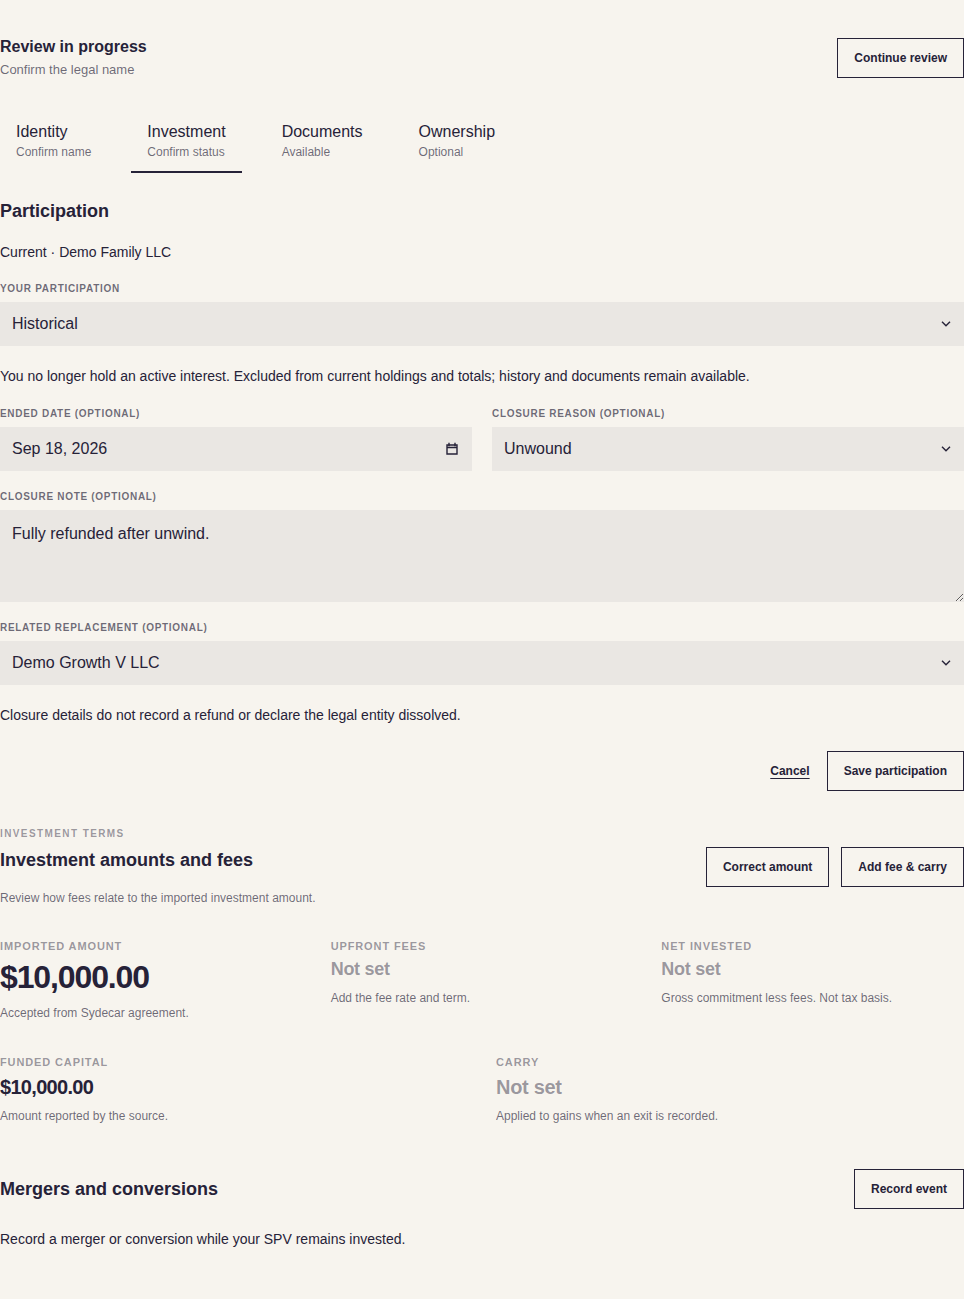 Review in progress
Confirm the legal name
Continue review
Identity
Confirm name
Investment
Confirm status
Documents
Available
Ownership
Optional
Participation
Current · Demo Family LLC
YOUR PARTICIPATION
Historical
You no longer hold an active interest. Excluded from current holdings and totals; history and documents remain available.
ENDED DATE (OPTIONAL)
Sep 18, 2026
CLOSURE REASON (OPTIONAL)
Unwound
CLOSURE NOTE (OPTIONAL)
Fully refunded after unwind.
RELATED REPLACEMENT (OPTIONAL)
Demo Growth V LLC
Closure details do not record a refund or declare the legal entity dissolved.
Cancel
Save participation
INVESTMENT TERMS
Investment amounts and fees
Review how fees relate to the imported investment amount.
Correct amount
Add fee & carry
IMPORTED AMOUNT
$10,000.00
Accepted from Sydecar agreement.
UPFRONT FEES
Not set
Add the fee rate and term.
NET INVESTED
Not set
Gross commitment less fees. Not tax basis.
FUNDED CAPITAL
$10,000.00
Amount reported by the source.
CARRY
Not set
Applied to gains when an exit is recorded.
Mergers and conversions
Record event
Record a merger or conversion while your SPV remains invested.